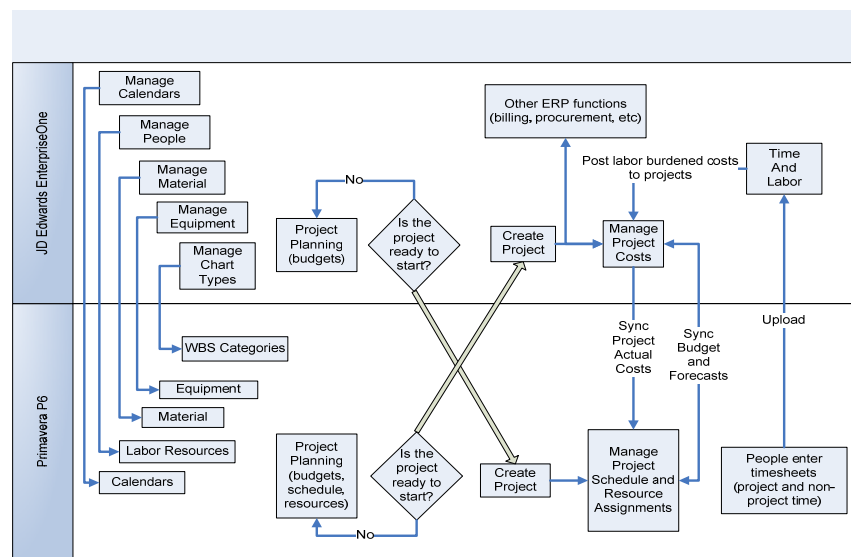 JD Edwards EnterpriseOne
Manage
Calendars
Manage
People
Manage
Material
Manage
Equipment
Manage
Chart
Types
No
Project
Planning
(budgets)
Is the
project
ready to
start?
Other ERP functions
(billing, procurement, etc)
Create
Project
Post labor burdened costs
to projects
Manage
Project
Costs
Time
And
Labor
Primavera P6
WBS Categories
Equipment
Material
Labor Resources
Calendars
Project
Planning
(budgets,
schedule,
resources)
Is the
project
ready to
start?
No
Create
Project
Sync
Project
Actual
Costs
Sync
Budget
and
Forecasts
Upload
Manage
Project
Schedule and
Resource
Assignments
People enter
timesheets
(project and non-
project time)